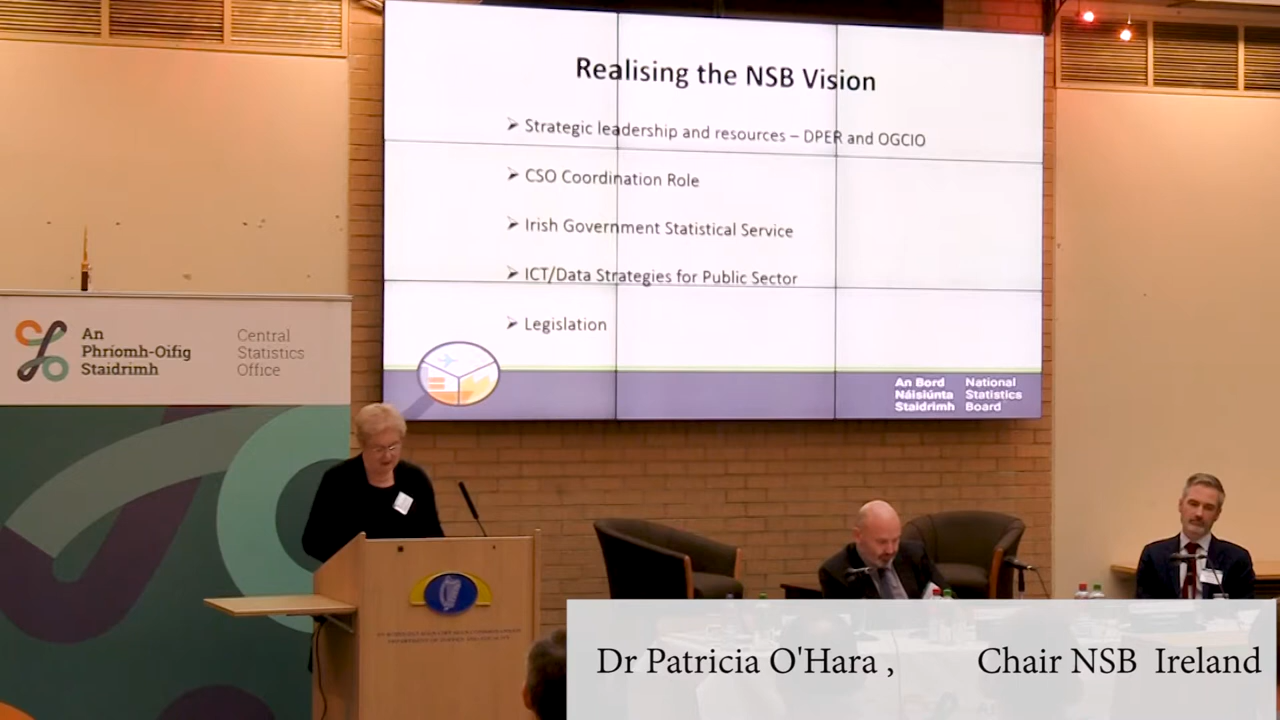 Realising the NSB Vision
➢ Strategic leadership and resources – DPER and OGCIO
➢ CSO Coordination Role
➢ Irish Government Statistical Service
➢ ICT/Data Strategies for Public Sector
➢ Legislation
An Bord
Náisiúnta
Staidrimh
National
Statistics
Board
An
Phríomh-Oifig
Staidrimh
Central
Statistics
Office
Dr Patricia O'Hara , Chair NSB Ireland